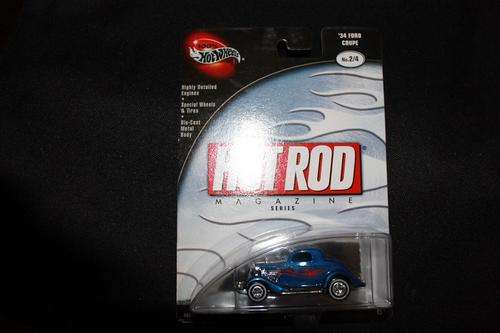 100%
HOT WHEELS
'34 FORD
COUPE
No.2/4
Highly Detailed
Engines
Special Wheels
& Tires
Die-Cast
Metal
Body
HOT ROD
MAGAZINE
SERIES